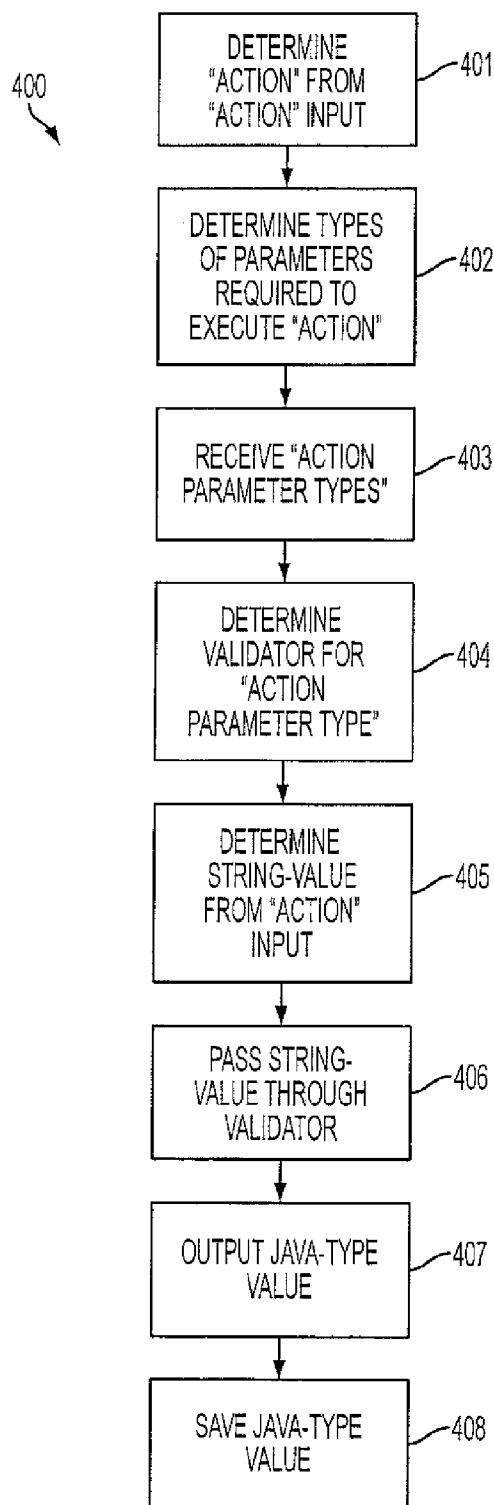 400
DETERMINE
“ACTION” FROM
“ACTION” INPUT
401
DETERMINE TYPES
OF PARAMETERS
REQUIRED TO
EXECUTE “ACTION”
402
RECEIVE “ACTION
PARAMETER TYPES”
403
DETERMINE
VALIDATOR FOR
“ACTION
PARAMETER TYPE”
404
DETERMINE
STRING-VALUE
FROM “ACTION”
INPUT
405
PASS STRING-
VALUE THROUGH
VALIDATOR
406
OUTPUT JAVA-TYPE
VALUE
407
SAVE JAVA-TYPE
VALUE
408